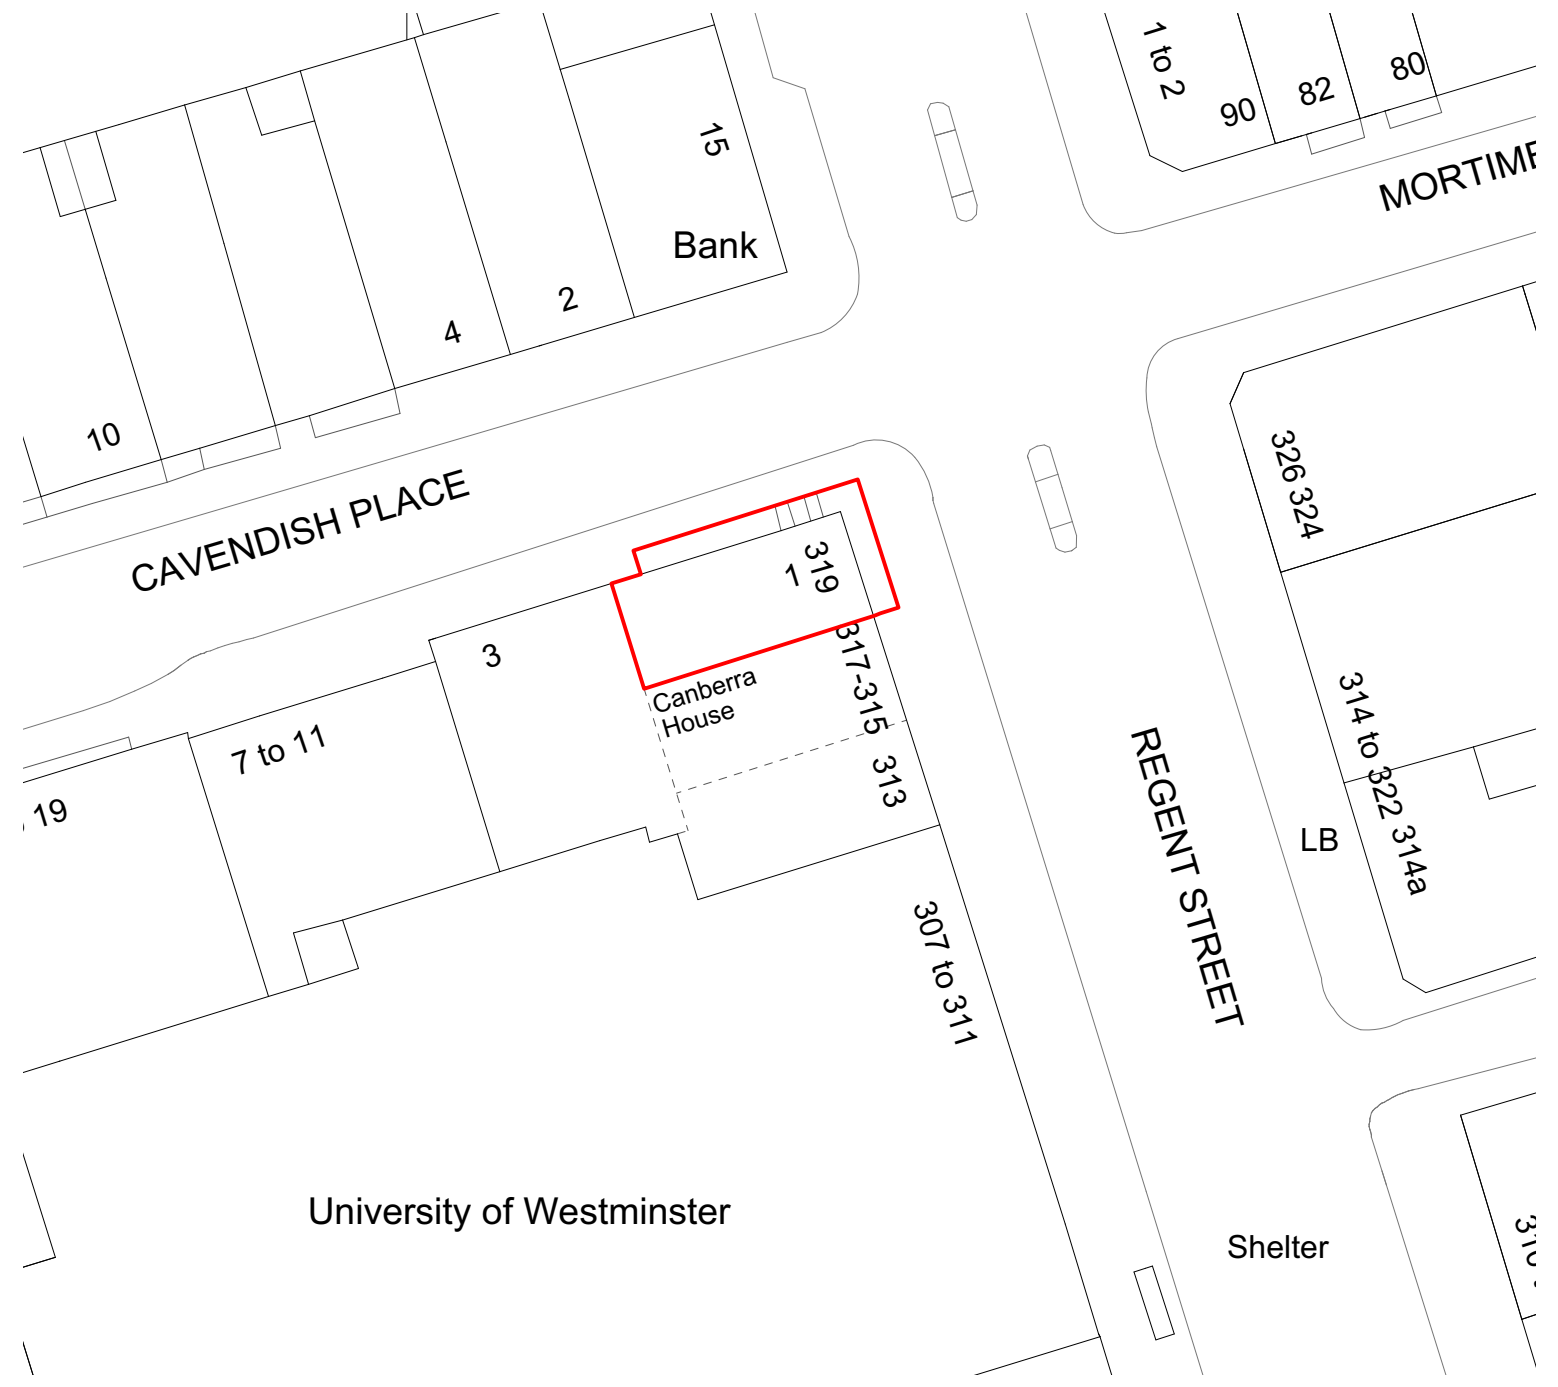 1 to 2
90
82
80
15
MORTIME
Bank
2
4
10
CAVENDISH PLACE
326 324
319
1
3
317-315
Canberra
House
7 to 11
313
19
314 to 322 314a
REGENT STREET
LB
307 to 311
University of Westminster
Shelter